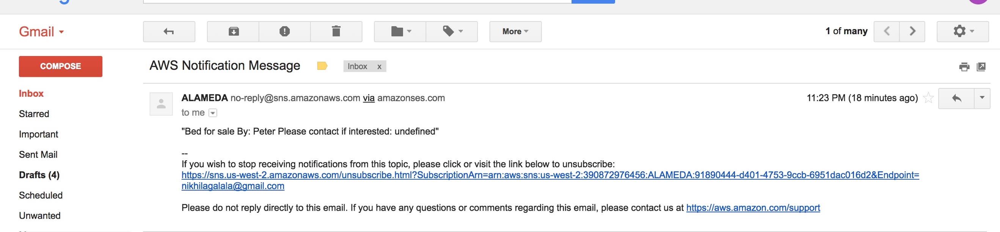 Gmail
More
1 of many
COMPOSE
AWS Notification Message
Inbox x
Inbox
ALAMEDA no-reply@sns.amazonaws.com via amazonses.com
11:23 PM (18 minutes ago)
to me
Starred
Important
Sent Mail
Drafts (4)
Scheduled
Unwanted
"Bed for sale By: Peter Please contact if interested: undefined"
--
If you wish to stop receiving notifications from this topic, please click or visit the link below to unsubscribe:
https://sns.us-west-2.amazonaws.com/unsubscribe.html?SubscriptionArn=arn:aws:sns:us-west-2:390872976456:ALAMEDA:91890444-d401-4753-9ccb-6951dac016d2&Endpoint=
nikhilagalala@gmail.com
Please do not reply directly to this email. If you have any questions or comments regarding this email, please contact us at https://aws.amazon.com/support